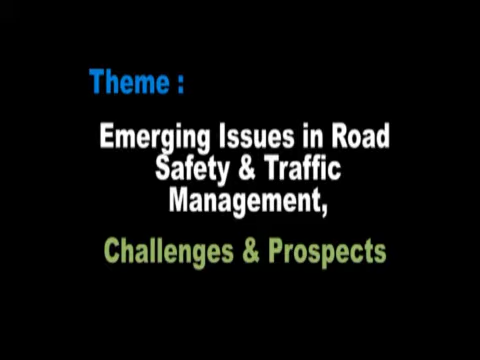 Theme :
Emerging Issues in Road
Safety & Traffic
Management,
Challenges & Prospects